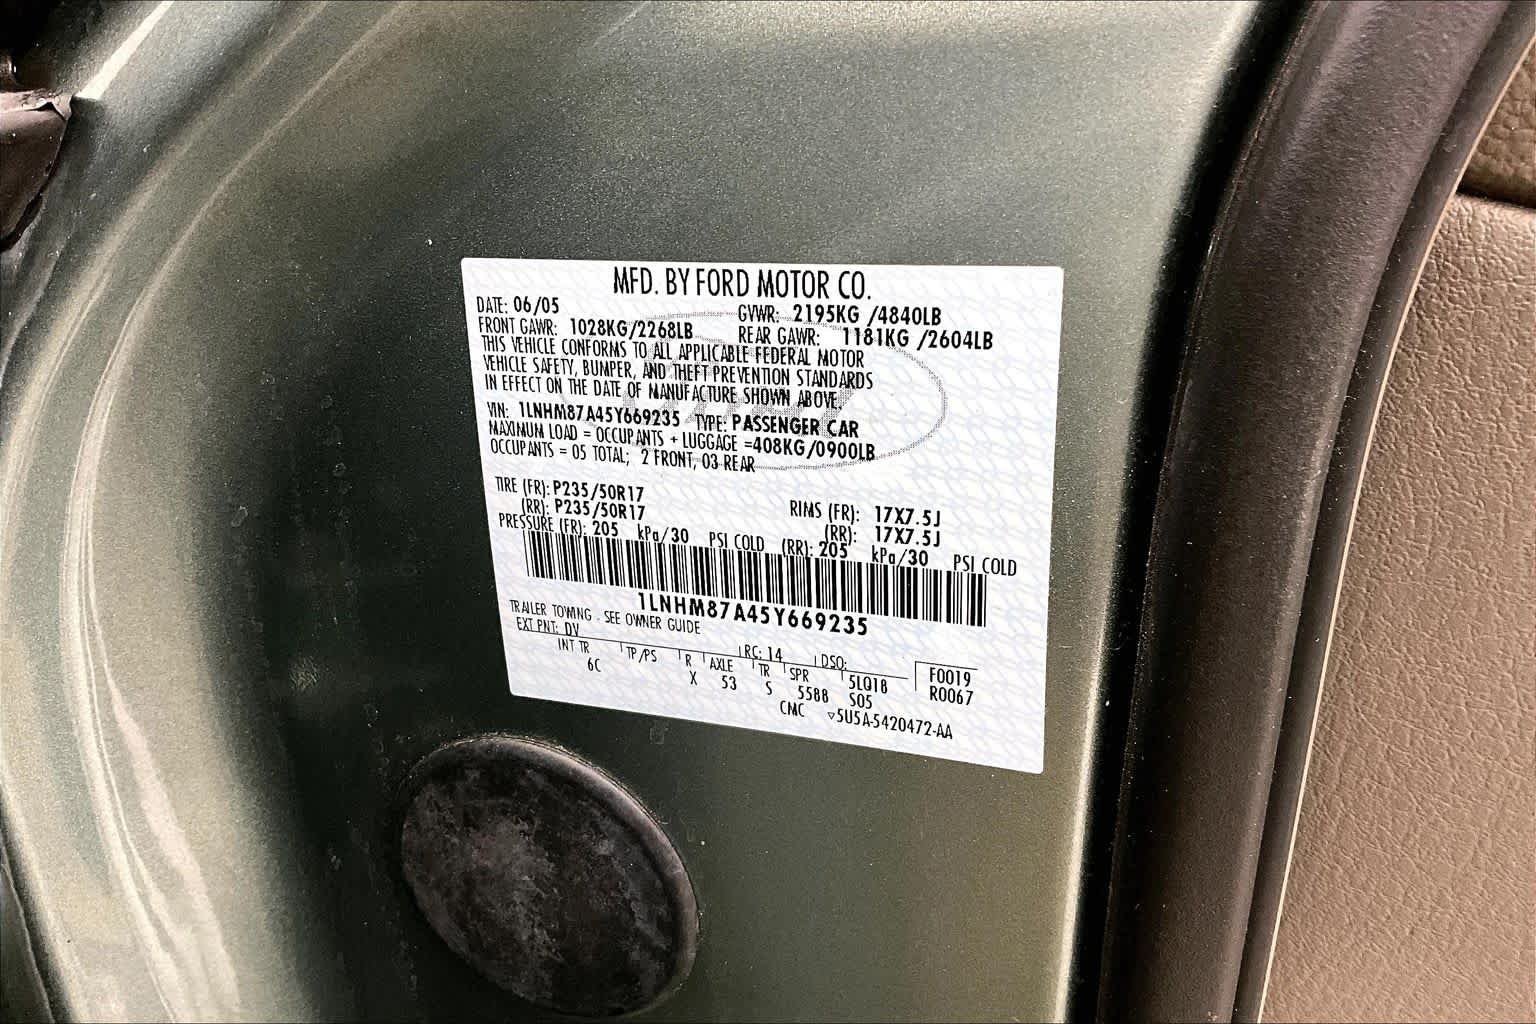 MFD. BY FORD MOTOR CO.
DATE: 06/05 GVWR: 2195KG /4840LB
FRONT GAWR: 1028KG/2268LB REAR GAWR: 1181KG /2604LB
THIS VEHICLE CONFORMS TO ALL APPLICABLE FEDERAL MOTOR
VEHICLE SAFETY, BUMPER, AND THEFT PREVENTION STANDARDS
IN EFFECT ON THE DATE OF MANUFACTURE SHOWN ABOVE.
VIN: 1LNHM87A45Y669235 TYPE: PASSENGER CAR
MAXIMUM LOAD = OCCUPANTS + LUGGAGE =408KG/0900LB
OCCUPANTS = 05 TOTAL; 2 FRONT, 03 REAR
TIRE (FR): P235/50R17 RIMS (FR): 17X7.5J
(RR): P235/50R17 (RR): 17X7.5J
PRESSURE (FR): 205 kPa/30 PSI COLD (RR): 205 kPa/30 PSI COLD
1LNHM87A45Y669235
TRAILER TOWING - SEE OWNER GUIDE
EXT PNT: DV RC: 14 DSO: F0019
INT TR TP/PS R AXLE TR SPR 5LQ18 R0067
6C X 53 S 5588 S05
CMC ▿5U5A-5420472-AA